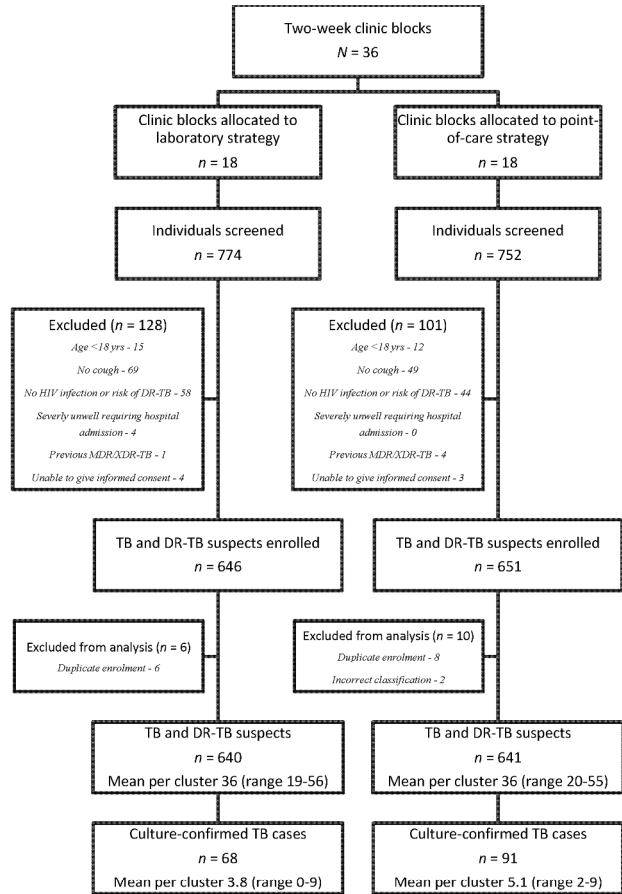 Two-week clinic blocks
N = 36
Clinic blocks allocated to
laboratory strategy
n = 18
Clinic blocks allocated to point-
of-care strategy
n = 18
Individuals screened
n = 774
Individuals screened
n = 752
Excluded (n = 128)
Age <18 yrs - 15
No cough - 69
No HIV infection or risk of DR-TB - 58
Severly unwell requiring hospital
admission - 4
Previous MDR/XDR-TB - 1
Unable to give informed consent - 4
Excluded (n = 101)
Age <18 yrs - 12
No cough - 49
No HIV infection or risk of DR-TB - 44
Severely unwell requiring hospital
admission - 0
Previous MDR/XDR-TB - 4
Unable to give informed consent - 3
TB and DR-TB suspects enrolled
n = 646
TB and DR-TB suspects enrolled
n = 651
Excluded from analysis (n = 6)
Duplicate enrolment - 6
Excluded from analysis (n = 10)
Duplicate enrolment - 8
Incorrect classification - 2
TB and DR-TB suspects
n = 640
Mean per cluster 36 (range 19-56)
TB and DR-TB suspects
n = 641
Mean per cluster 36 (range 20-55)
Culture-confirmed TB cases
n = 68
Mean per cluster 3.8 (range 0-9)
Culture-confirmed TB cases
n = 91
Mean per cluster 5.1 (range 2-9)